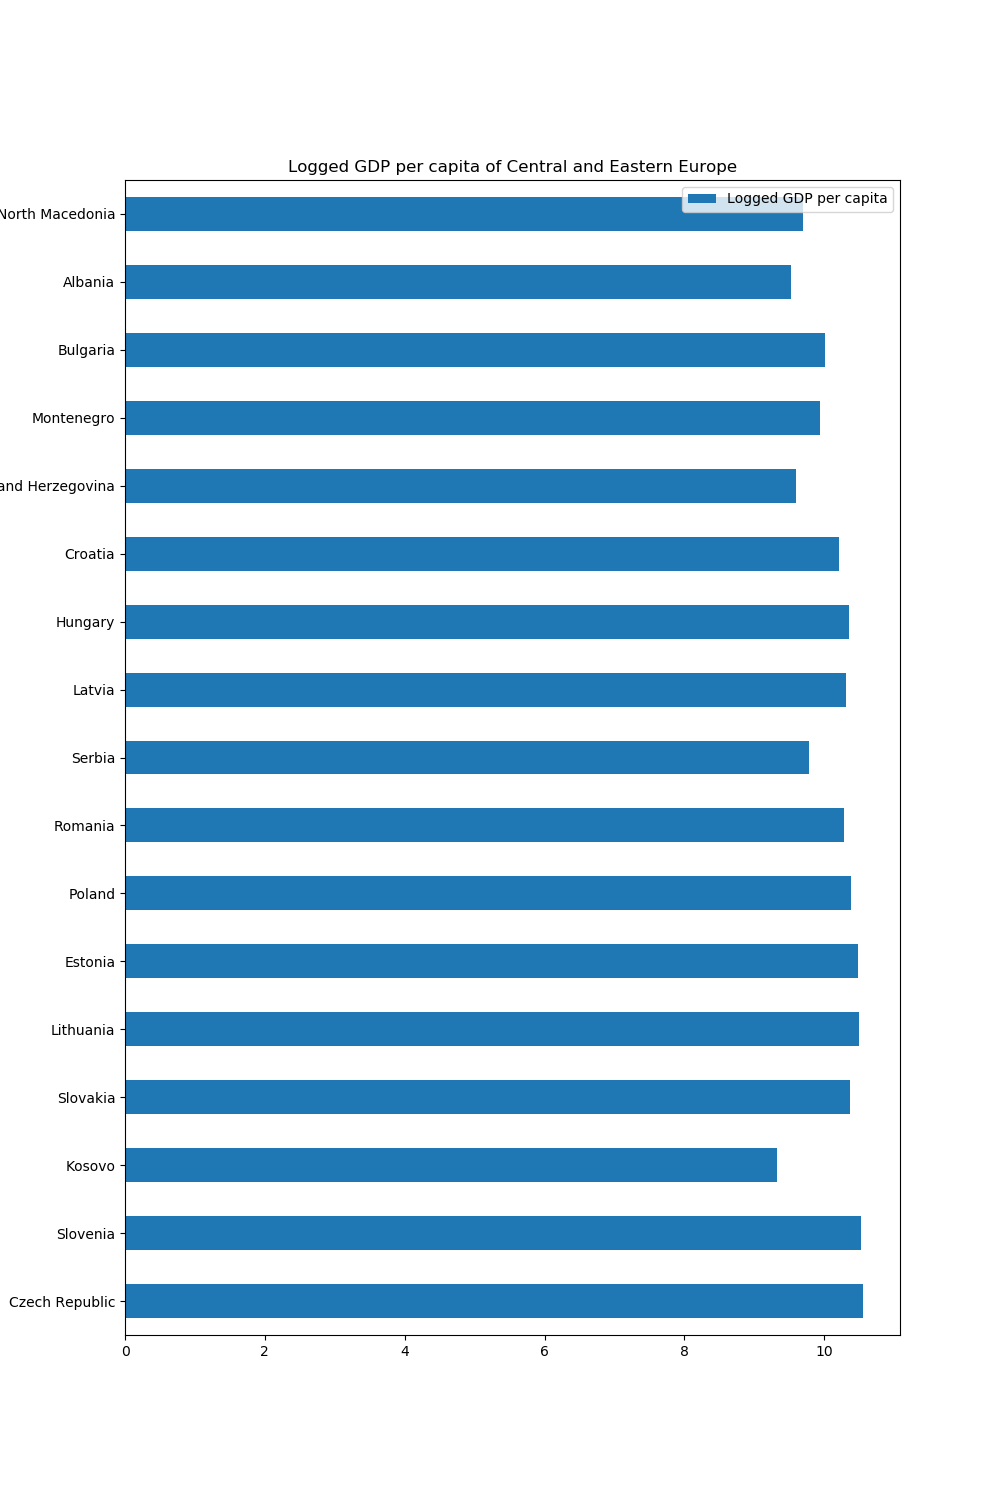 Logged GDP per capita of Central and Eastern Europe
Logged GDP per capita
North Macedonia
Albania
Bulgaria
Montenegro
and Herzegovina
Croatia
Hungary
Latvia
Serbia
Romania
Poland
Estonia
Lithuania
Slovakia
Kosovo
Slovenia
Czech Republic
0 2 4 6 8 10